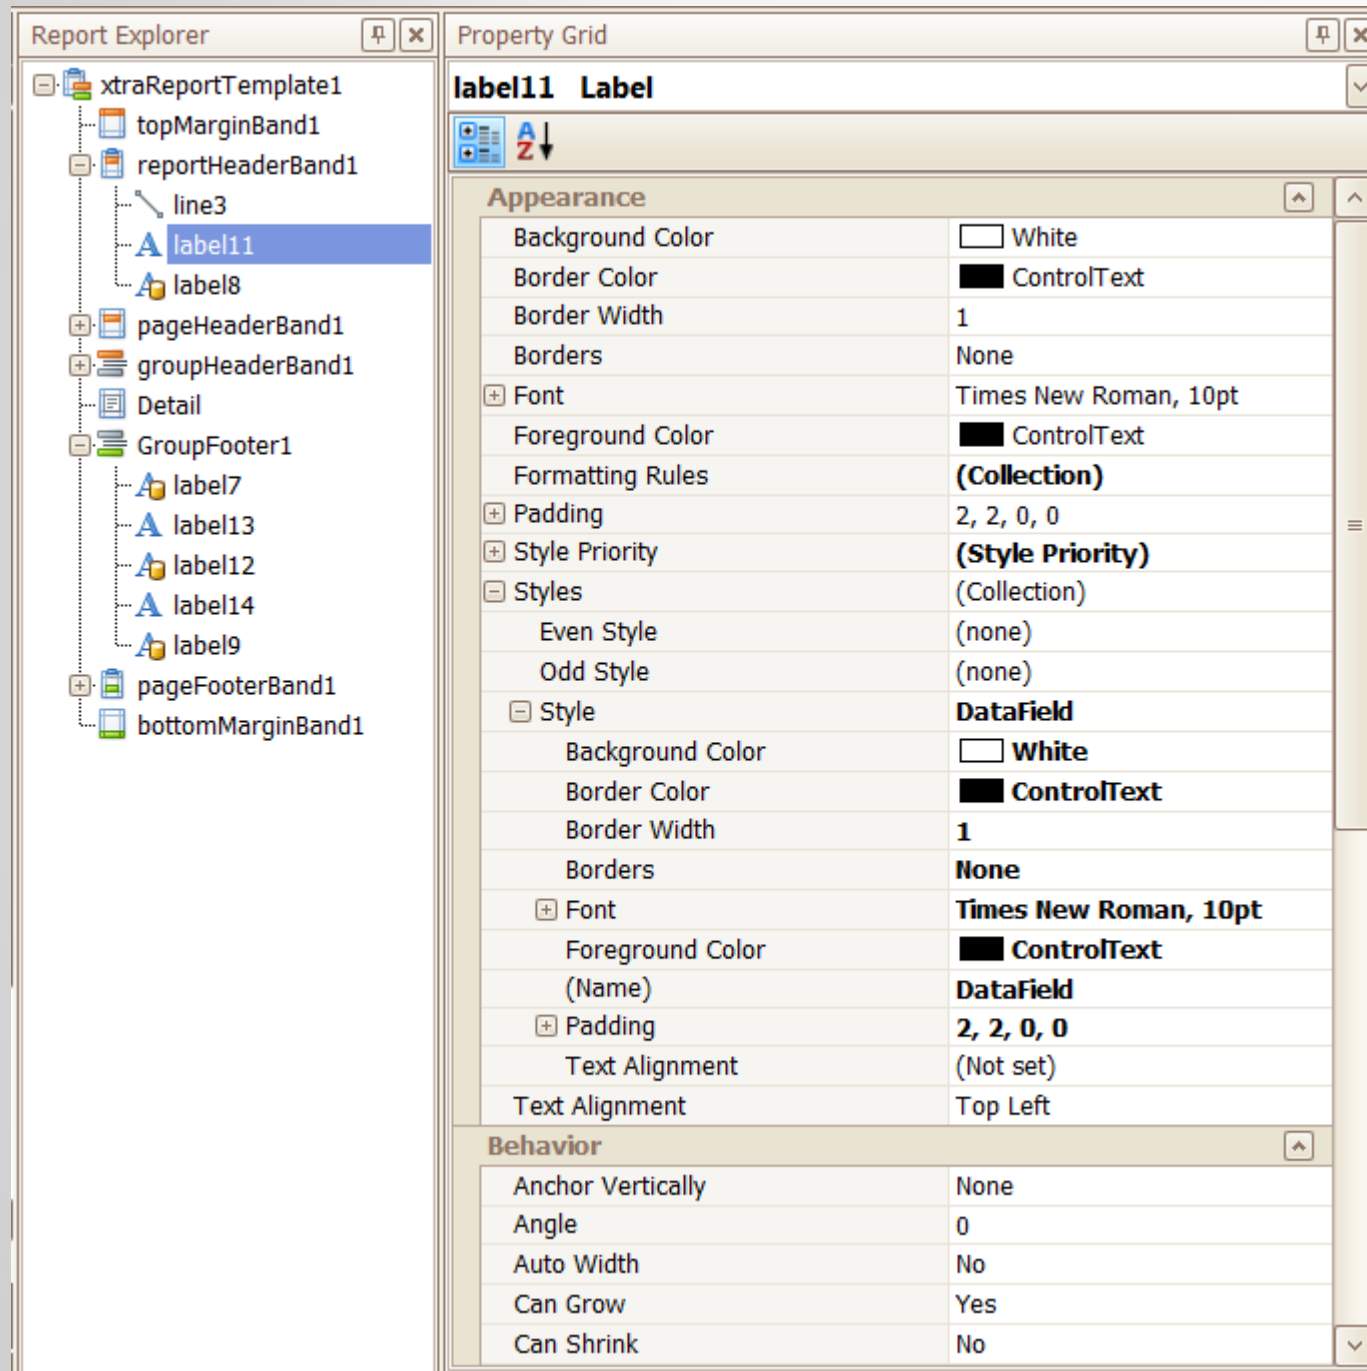 Report Explorer
xtraReportTemplate1
topMarginBand1
reportHeaderBand1
line3
label11
label8
pageHeaderBand1
groupHeaderBand1
Detail
GroupFooter1
label7
label13
label12
label14
label9
pageFooterBand1
bottomMarginBand1
Property Grid
label11 Label
A
Z
Appearance
Background Color White
Border Color ControlText
Border Width 1
Borders None
Font Times New Roman, 10pt
Foreground Color ControlText
Formatting Rules (Collection)
Padding 2, 2, 0, 0
Style Priority (Style Priority)
Styles (Collection)
Even Style (none)
Odd Style (none)
Style DataField
Background Color White
Border Color ControlText
Border Width 1
Borders None
Font Times New Roman, 10pt
Foreground Color ControlText
(Name) DataField
Padding 2, 2, 0, 0
Text Alignment (Not set)
Text Alignment Top Left
Behavior
Anchor Vertically None
Angle 0
Auto Width No
Can Grow Yes
Can Shrink No